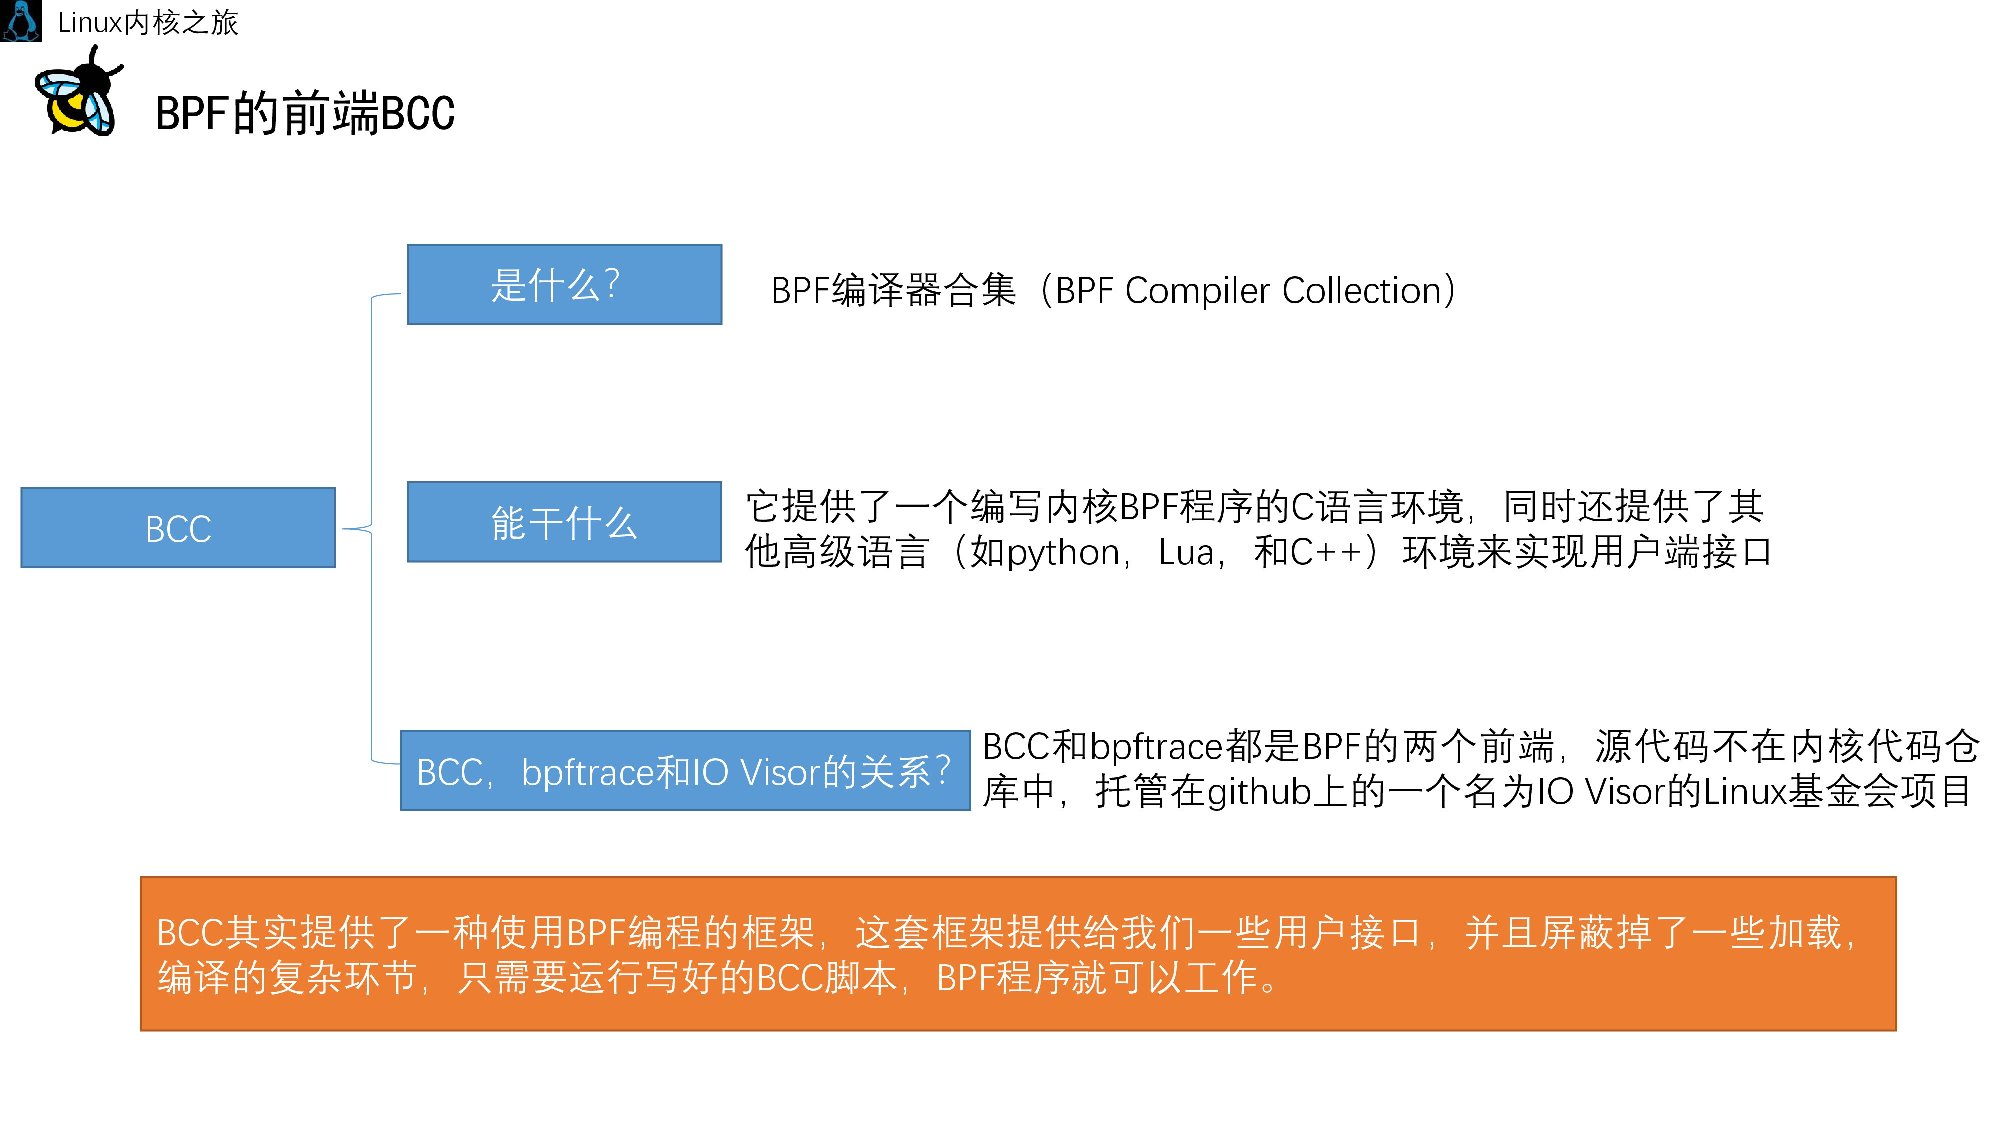 Linux内核之旅
BPF的前端BCC
是什么？
BPF编译器合集（BPF Compiler Collection）
BCC
能干什么
它提供了一个编写内核BPF程序的C语言环境，同时还提供了其
他高级语言（如python，Lua，和C++）环境来实现用户端接口
BCC，bpftrace和IO Visor的关系？
BCC和bpftrace都是BPF的两个前端，源代码不在内核代码仓
库中，托管在github上的一个名为IO Visor的Linux基金会项目
BCC其实提供了一种使用BPF编程的框架，这套框架提供给我们一些用户接口，并且屏蔽掉了一些加载，
编译的复杂环节，只需要运行写好的BCC脚本，BPF程序就可以工作。